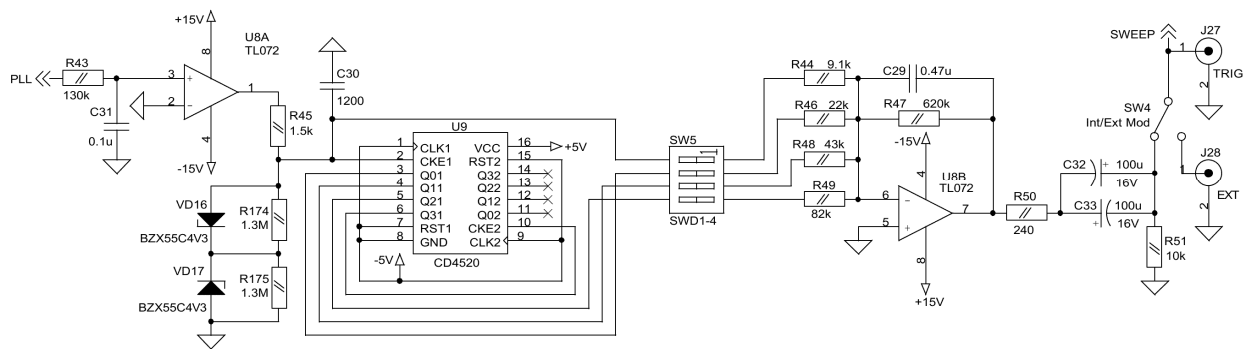 PLL
R43
130k
C31
0.1u
+15V
8
U8A
TL072
3
+
1
2
−
4
-15V
R45
1.5k
C30
1200
VD16
BZX55C4V3
R174
1.3M
VD17
BZX55C4V3
R175
1.3M
U9
1 CLK1 VCC 16 +5V
2 CKE1 RST2 15
3 Q01 Q32 14
4 Q11 Q22 13
5 Q21 Q12 12
6 Q31 Q02 11
7 RST1 CKE2 10
8 GND CLK2 9
CD4520
-5V
SW5
1
SWD1-4
R44 9.1k
R46 22k
R48 43k
R49
82k
C29 0.47u
R47 620k
-15V
4
U8B
TL072
6
−
7
5
+
8
+15V
R50
240
C32 + 100u
16V
C33 100u
+ 16V
R51
10k
SW4
Int/Ext Mod
SWEEP
J27
1
TRIG
2
J28
1
EXT
2